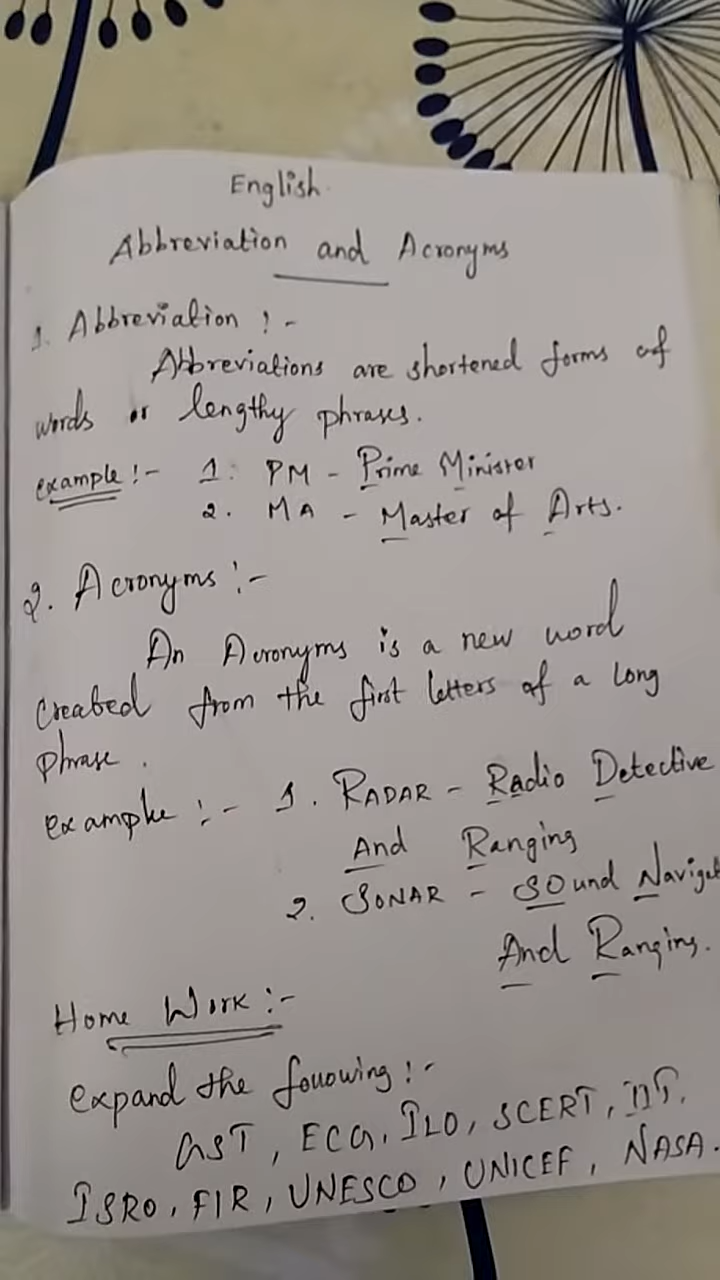 English.
Abbreviation and Acronyms
1. Abbreviation :-
Abbreviations are shortened forms of
words or lengthy phrases.
example :- 1. PM - Prime Minister
2. MA - Master of Arts.
2. Acronyms :-
An Acronyms is a new word
created from the first letters of a long
phrase.
example :- 1. RADAR - Radio Detective
And Ranging
2. SONAR - SOund Navigat
And Ranging.
Home Work :-
expand the following :-
GST, ECG, ILO, SCERT, IIT,
ISRO, FIR, UNESCO, UNICEF, NASA.